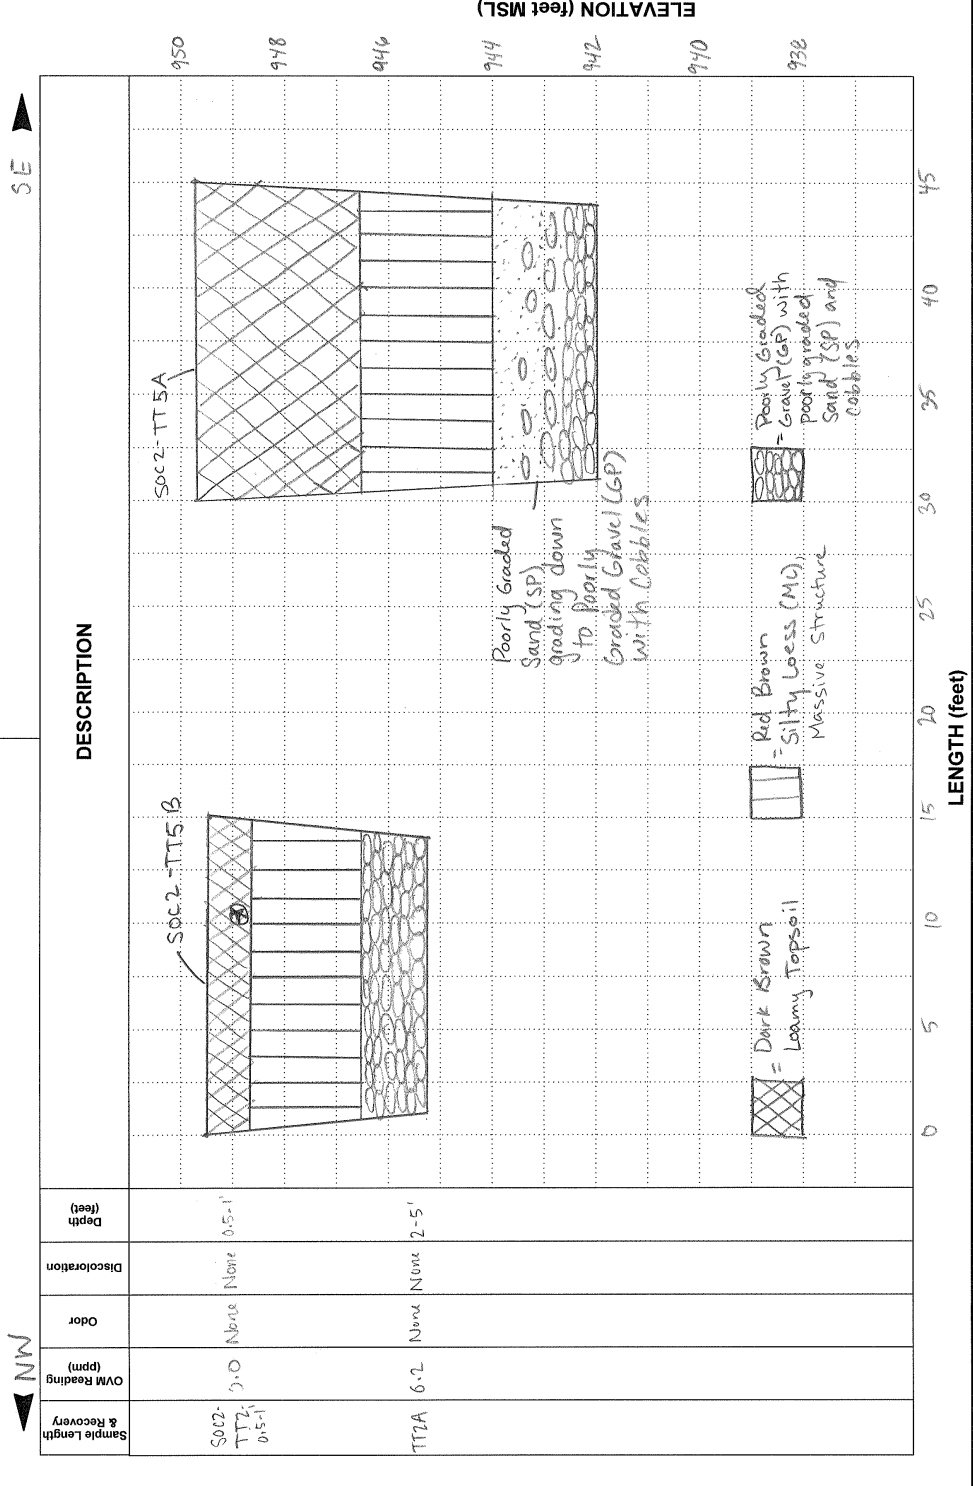 NW
SE
Sample Length
& Recovery
OVM Reading
(ppm)
Odor
Discoloration
Depth
(feet)
DESCRIPTION
ELEVATION (feet MSL)
SOC2-
TT2;
0.5-1'
None
None
0.5-1'
TT2A
6.2
None
None
2-5'
SOC2-TT5B
SOC2-TT5A
Poorly Graded
Sand (SP)
grading down
to Poorly
Graded Gravel (GP)
with Cobbles
= Dark Brown
Loamy Topsoil
= Red Brown
Silty Loess (ML),
Massive Structure
Poorly Graded
= Gravel (GP) with
poorly graded
Sand (SP) and
Cobbles
950
948
946
944
942
940
938
0
5
10
15
20
25
30
35
40
45
LENGTH (feet)